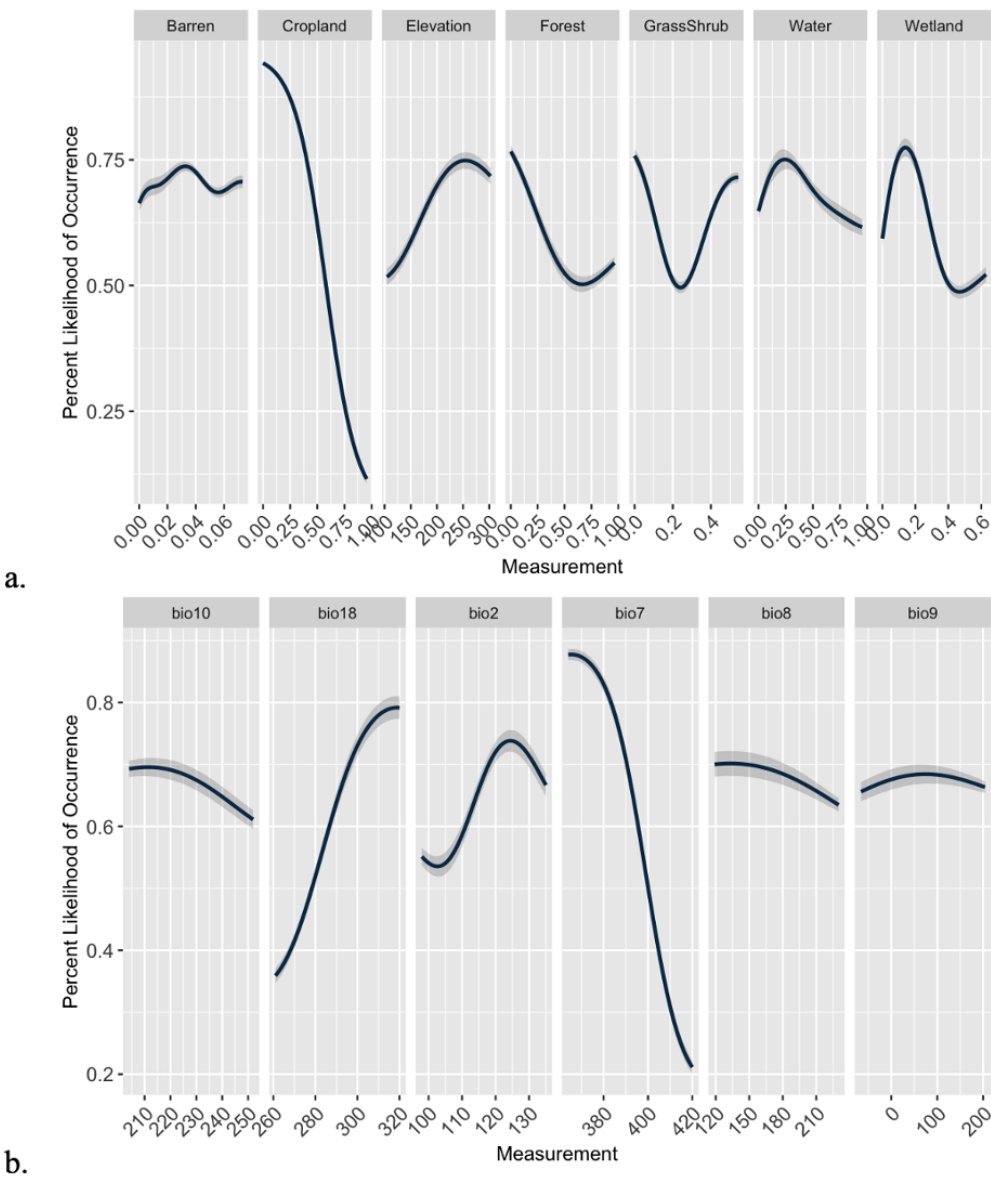 Barren Cropland Elevation Forest GrassShrub Water Wetland
Percent Likelihood of Occurrence
0.75
0.50
0.25
0.00 0.02 0.04 0.06 0.00 0.25 0.50 0.75 1.00 100 150 200 250 300 0.00 0.25 0.50 0.75 1.00 0.0 0.2 0.4 0.00 0.25 0.50 0.75 1.00 0.0 0.2 0.4 0.6
Measurement
a.
bio10 bio18 bio2 bio7 bio8 bio9
Percent Likelihood of Occurrence
0.8
0.6
0.4
0.2
210 220 230 240 250 260 280 300 320 100 110 120 130 380 400 420 120 150 180 210 0 100 200
Measurement
b.